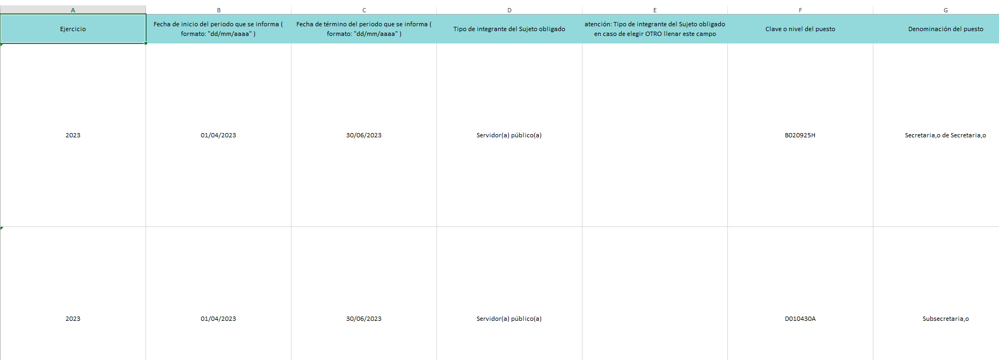 A B C D E F G
Ejercicio
Fecha de inicio del periodo que se informa (
formato: "dd/mm/aaaa" )
Fecha de término del periodo que se informa (
formato: "dd/mm/aaaa" )
Tipo de integrante del Sujeto obligado
atención: Tipo de integrante del Sujeto obligado
en caso de elegir OTRO llenar este campo
Clave o nivel del puesto
Denominación del puesto
2023 01/04/2023 30/06/2023 Servidor(a) público(a) B020925H Secretaria,o de Secretaria,o
2023 01/04/2023 30/06/2023 Servidor(a) público(a) D010430A Subsecretaria,o